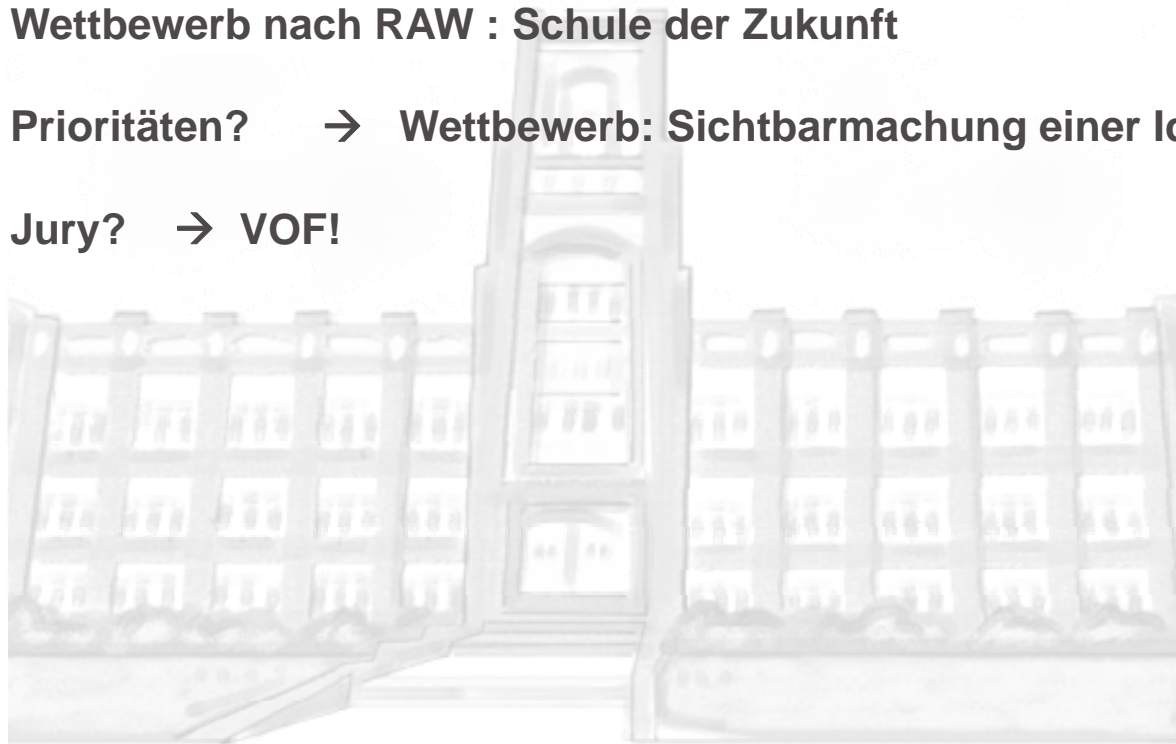 Wettbewerb nach RAW : Schule der Zukunft
Prioritäten? → Wettbewerb: Sichtbarmachung einer
Jury? → VOF!